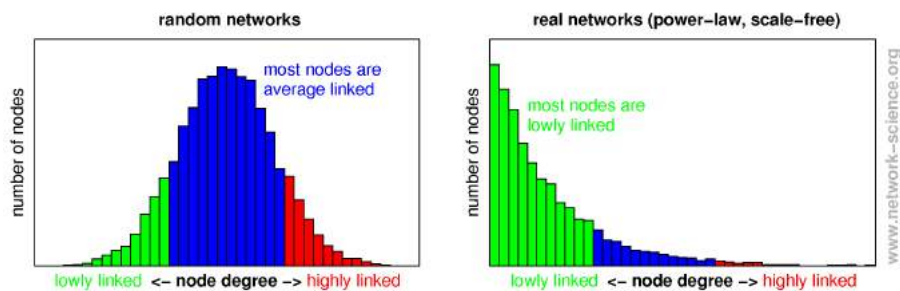 random networks
number of nodes
most nodes are
average linked
lowly linked <– node degree –> highly linked
real networks (power–law, scale–free)
number of nodes
most nodes are
lowly linked
lowly linked <– node degree –> highly linked
www.network-science.org